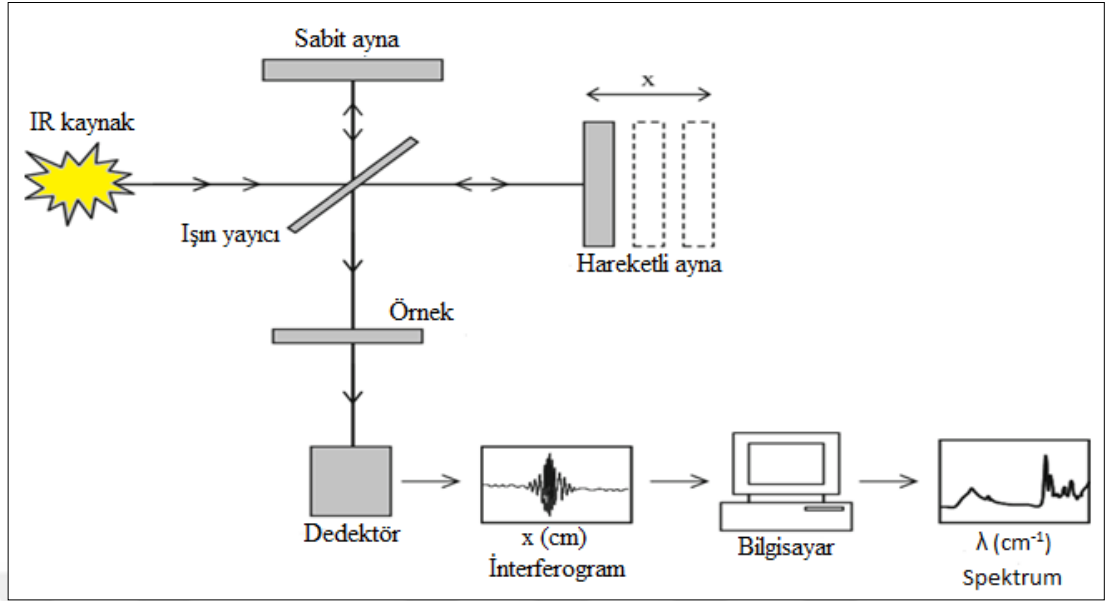 Sabit ayna
x
IR kaynak
Işın yayıcı
Hareketli ayna
Örnek
Dedektör
x (cm)
İnterferogram
Bilgisayar
λ (cm⁻¹)
Spektrum